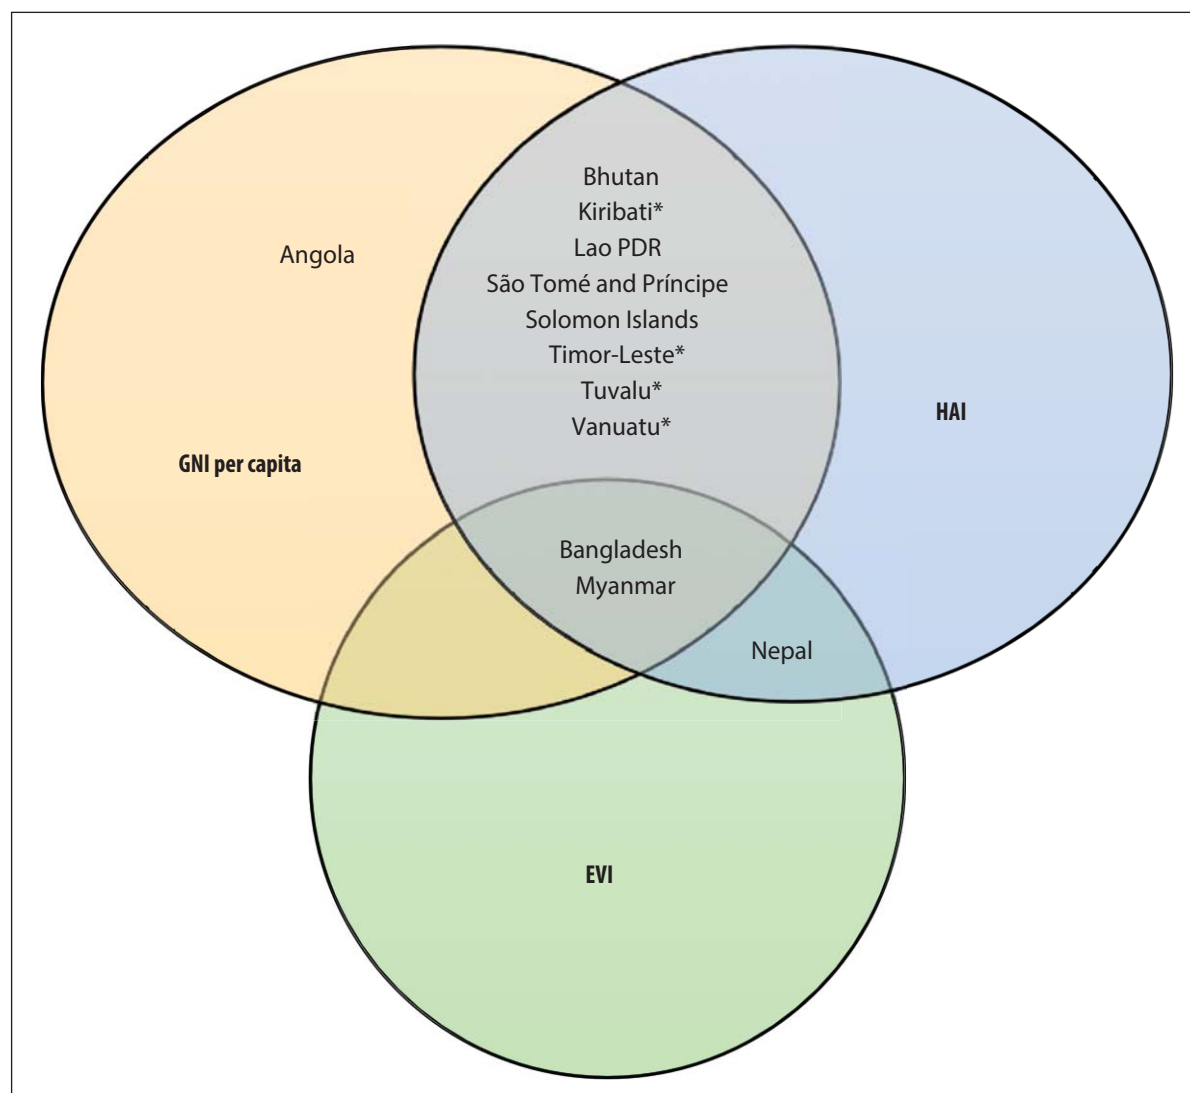 Bhutan
Kiribati*
Lao PDR
Angola
São Tomé and Príncipe
Solomon Islands
Timor-Leste*
Tuvalu*
HAI
Vanuatu*
GNI per capita
Bangladesh
Myanmar
Nepal
EVI